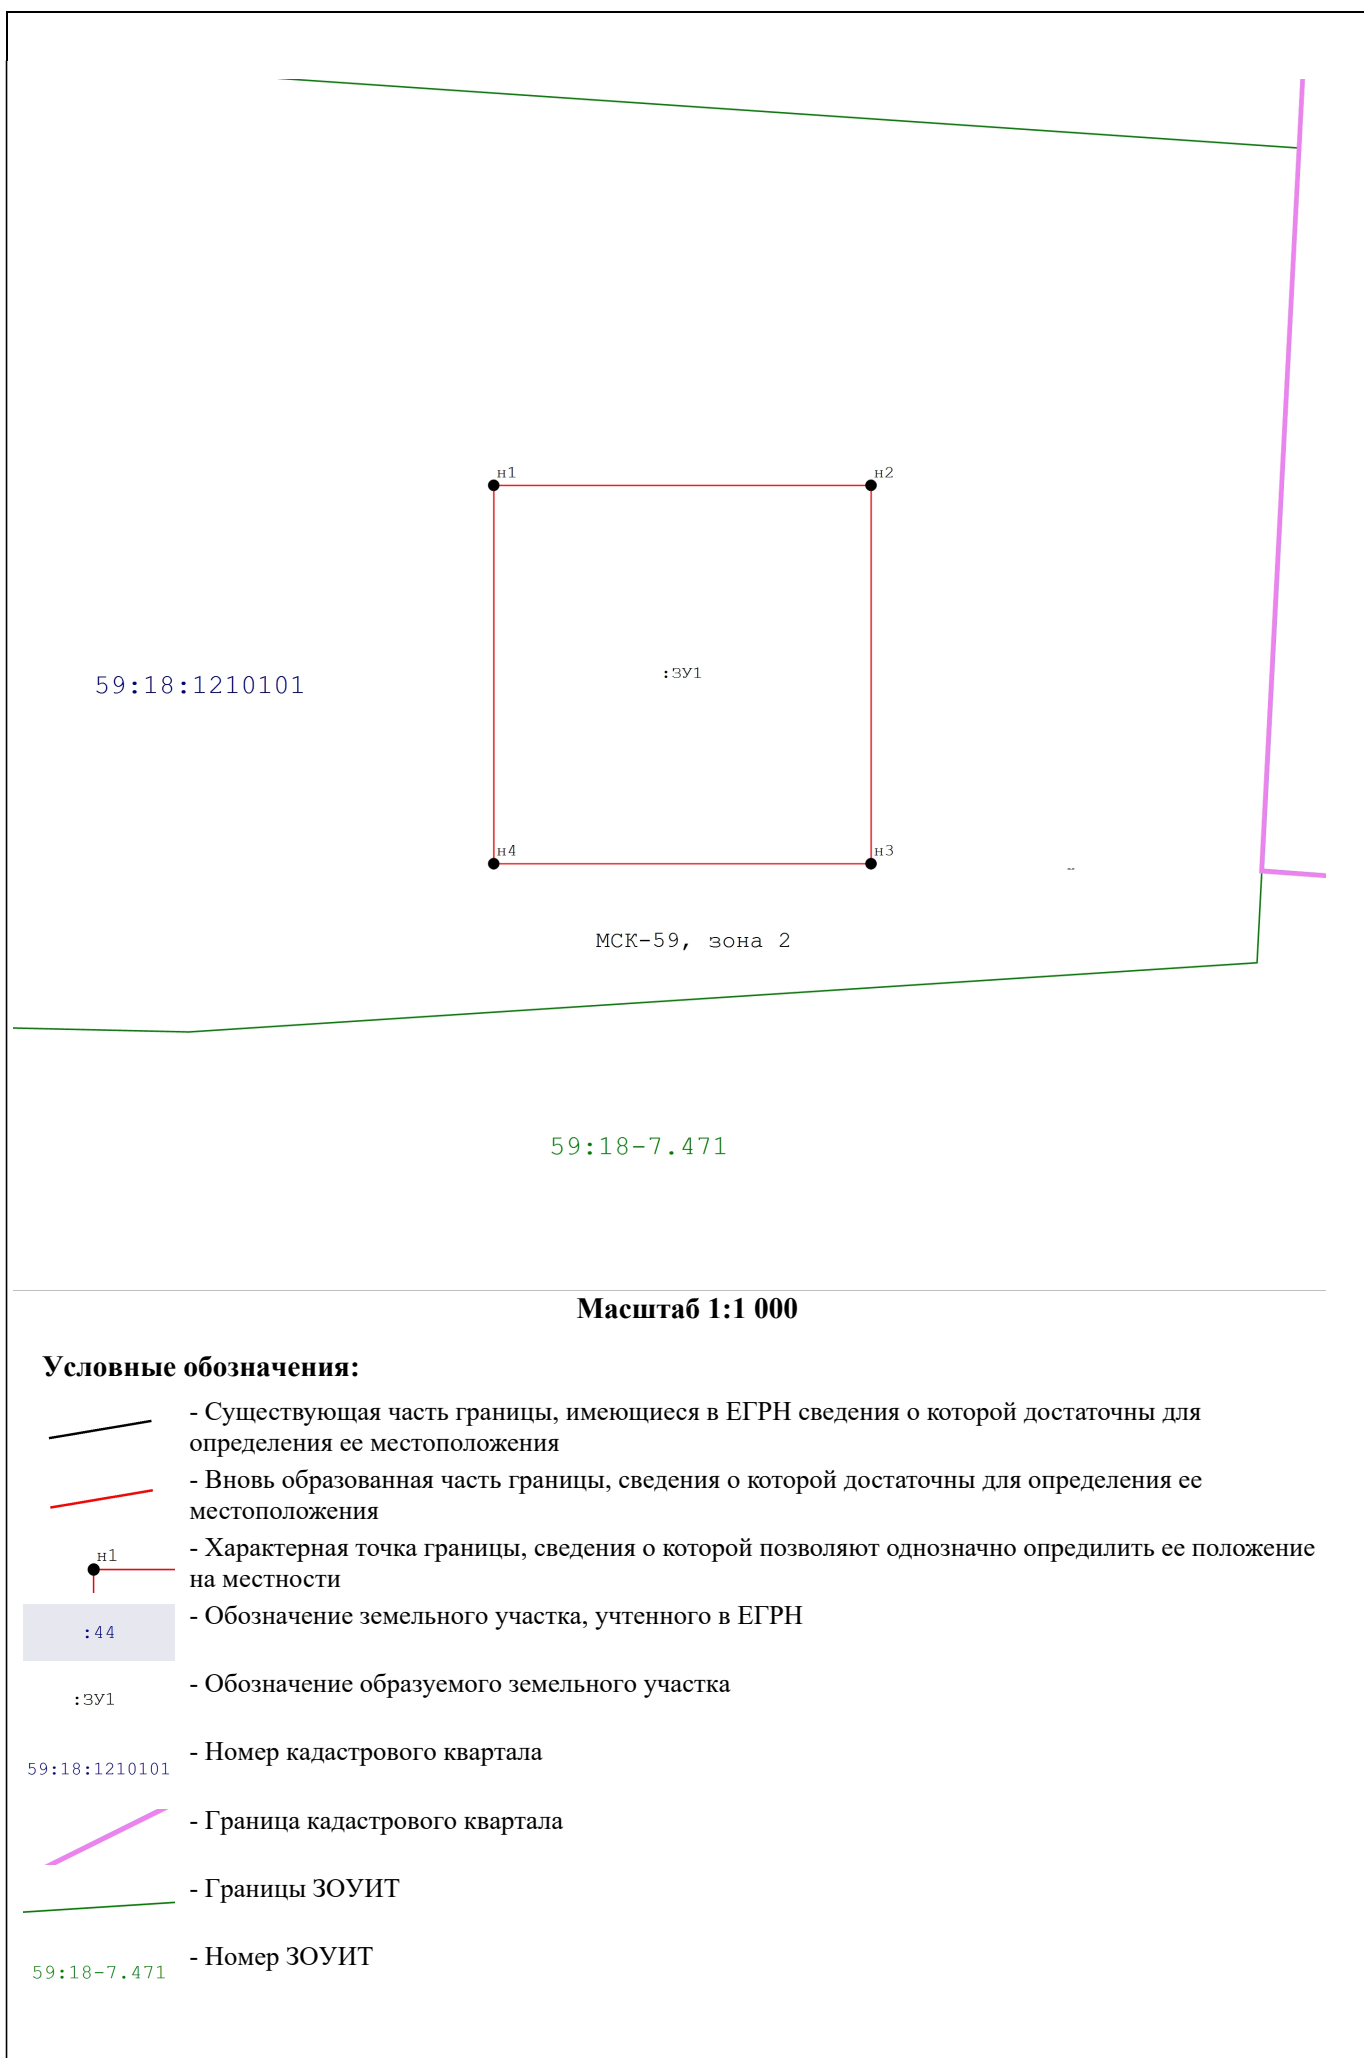 н1
н2
59:18:1210101
:ЗУ1
н4
н3
МСК-59, зона 2
59:18-7.471
Масштаб 1:1 000
Условные обозначения:
- Существующая часть границы, имеющиеся в ЕГРН сведения о которой достаточны для
определения ее местоположения
- Вновь образованная часть границы, сведения о которой достаточны для определения ее
местоположения
н1
- Характерная точка границы, сведения о которой позволяют однозначно опредилить ее положение
на местности
:44
- Обозначение земельного участка, учтенного в ЕГРН
:ЗУ1
- Обозначение образуемого земельного участка
59:18:1210101
- Номер кадастрового квартала
- Граница кадастрового квартала
- Границы ЗОУИТ
59:18-7.471
- Номер ЗОУИТ